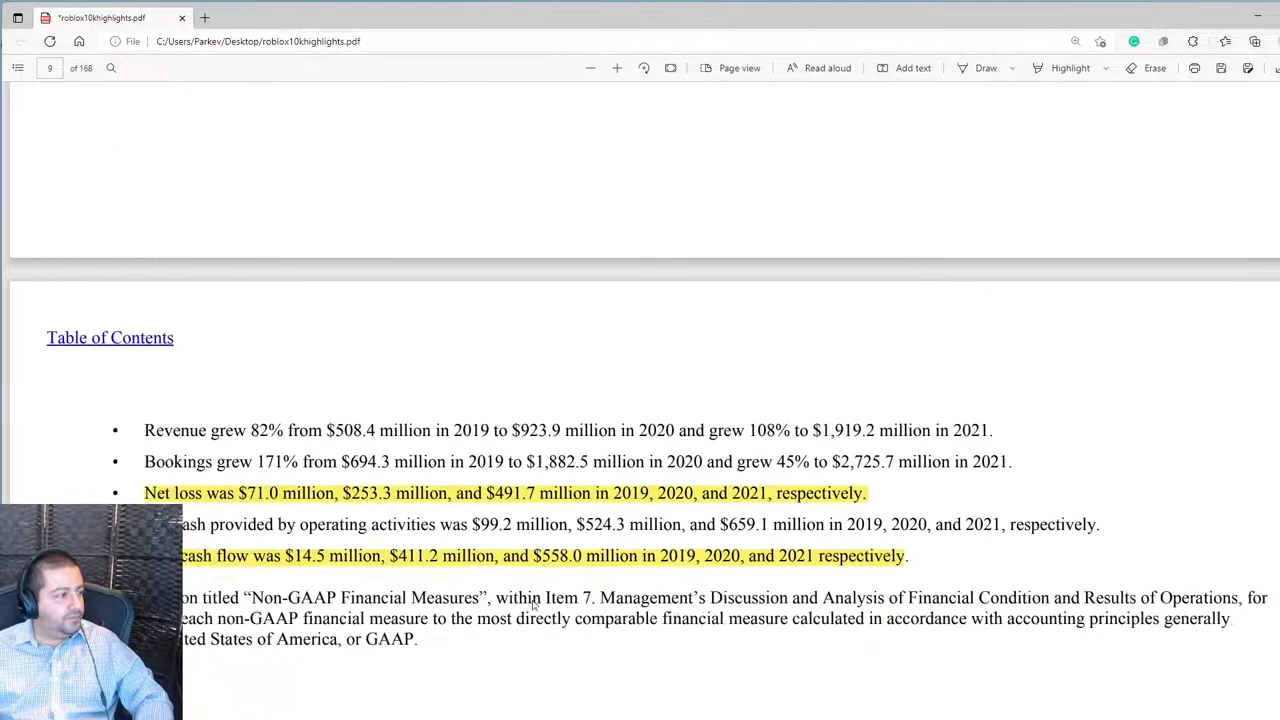 *roblox10khighlights.pdf
File C:/Users/Parkev/Desktop/roblox10khighlights.pdf
9 of 168 Page view Read aloud Add text Draw Highlight Erase
Table of Contents
• Revenue grew 82% from $508.4 million in 2019 to $923.9 million in 2020 and grew 108% to $1,919.2 million in 2021.
• Bookings grew 171% from $694.3 million in 2019 to $1,882.5 million in 2020 and grew 45% to $2,725.7 million in 2021.
• Net loss was $71.0 million, $253.3 million, and $491.7 million in 2019, 2020, and 2021, respectively.
provided by operating activities was $99.2 million, $524.3 million, and $659.1 million in 2019, 2020, and 2021, respectively.
cash flow was $14.5 million, $411.2 million, and $558.0 million in 2019, 2020, and 2021 respectively.
titled “Non-GAAP Financial Measures”, within Item 7. Management’s Discussion and Analysis of Financial Condition and Results of Operations, for
each non-GAAP financial measure to the most directly comparable financial measure calculated in accordance with accounting principles generally
States of America, or GAAP.